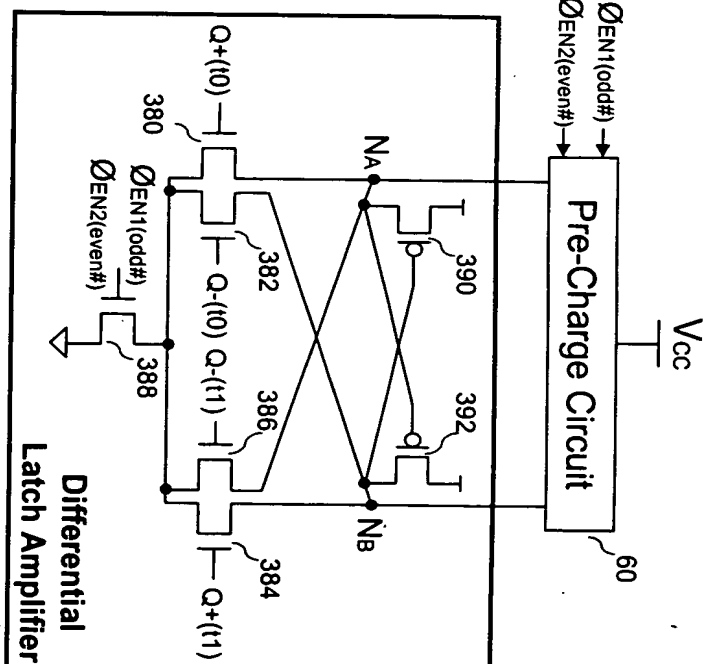 VCC
ØEN1(odd#)
ØEN2(even#)
Pre-Charge Circuit
60
390
392
NA
NB
Q+(t0)
380
382
Q-(t0)
Q-(t1)
386
384
Q+(t1)
ØEN1(odd#)
ØEN2(even#)
388
Differential
Latch Amplifier